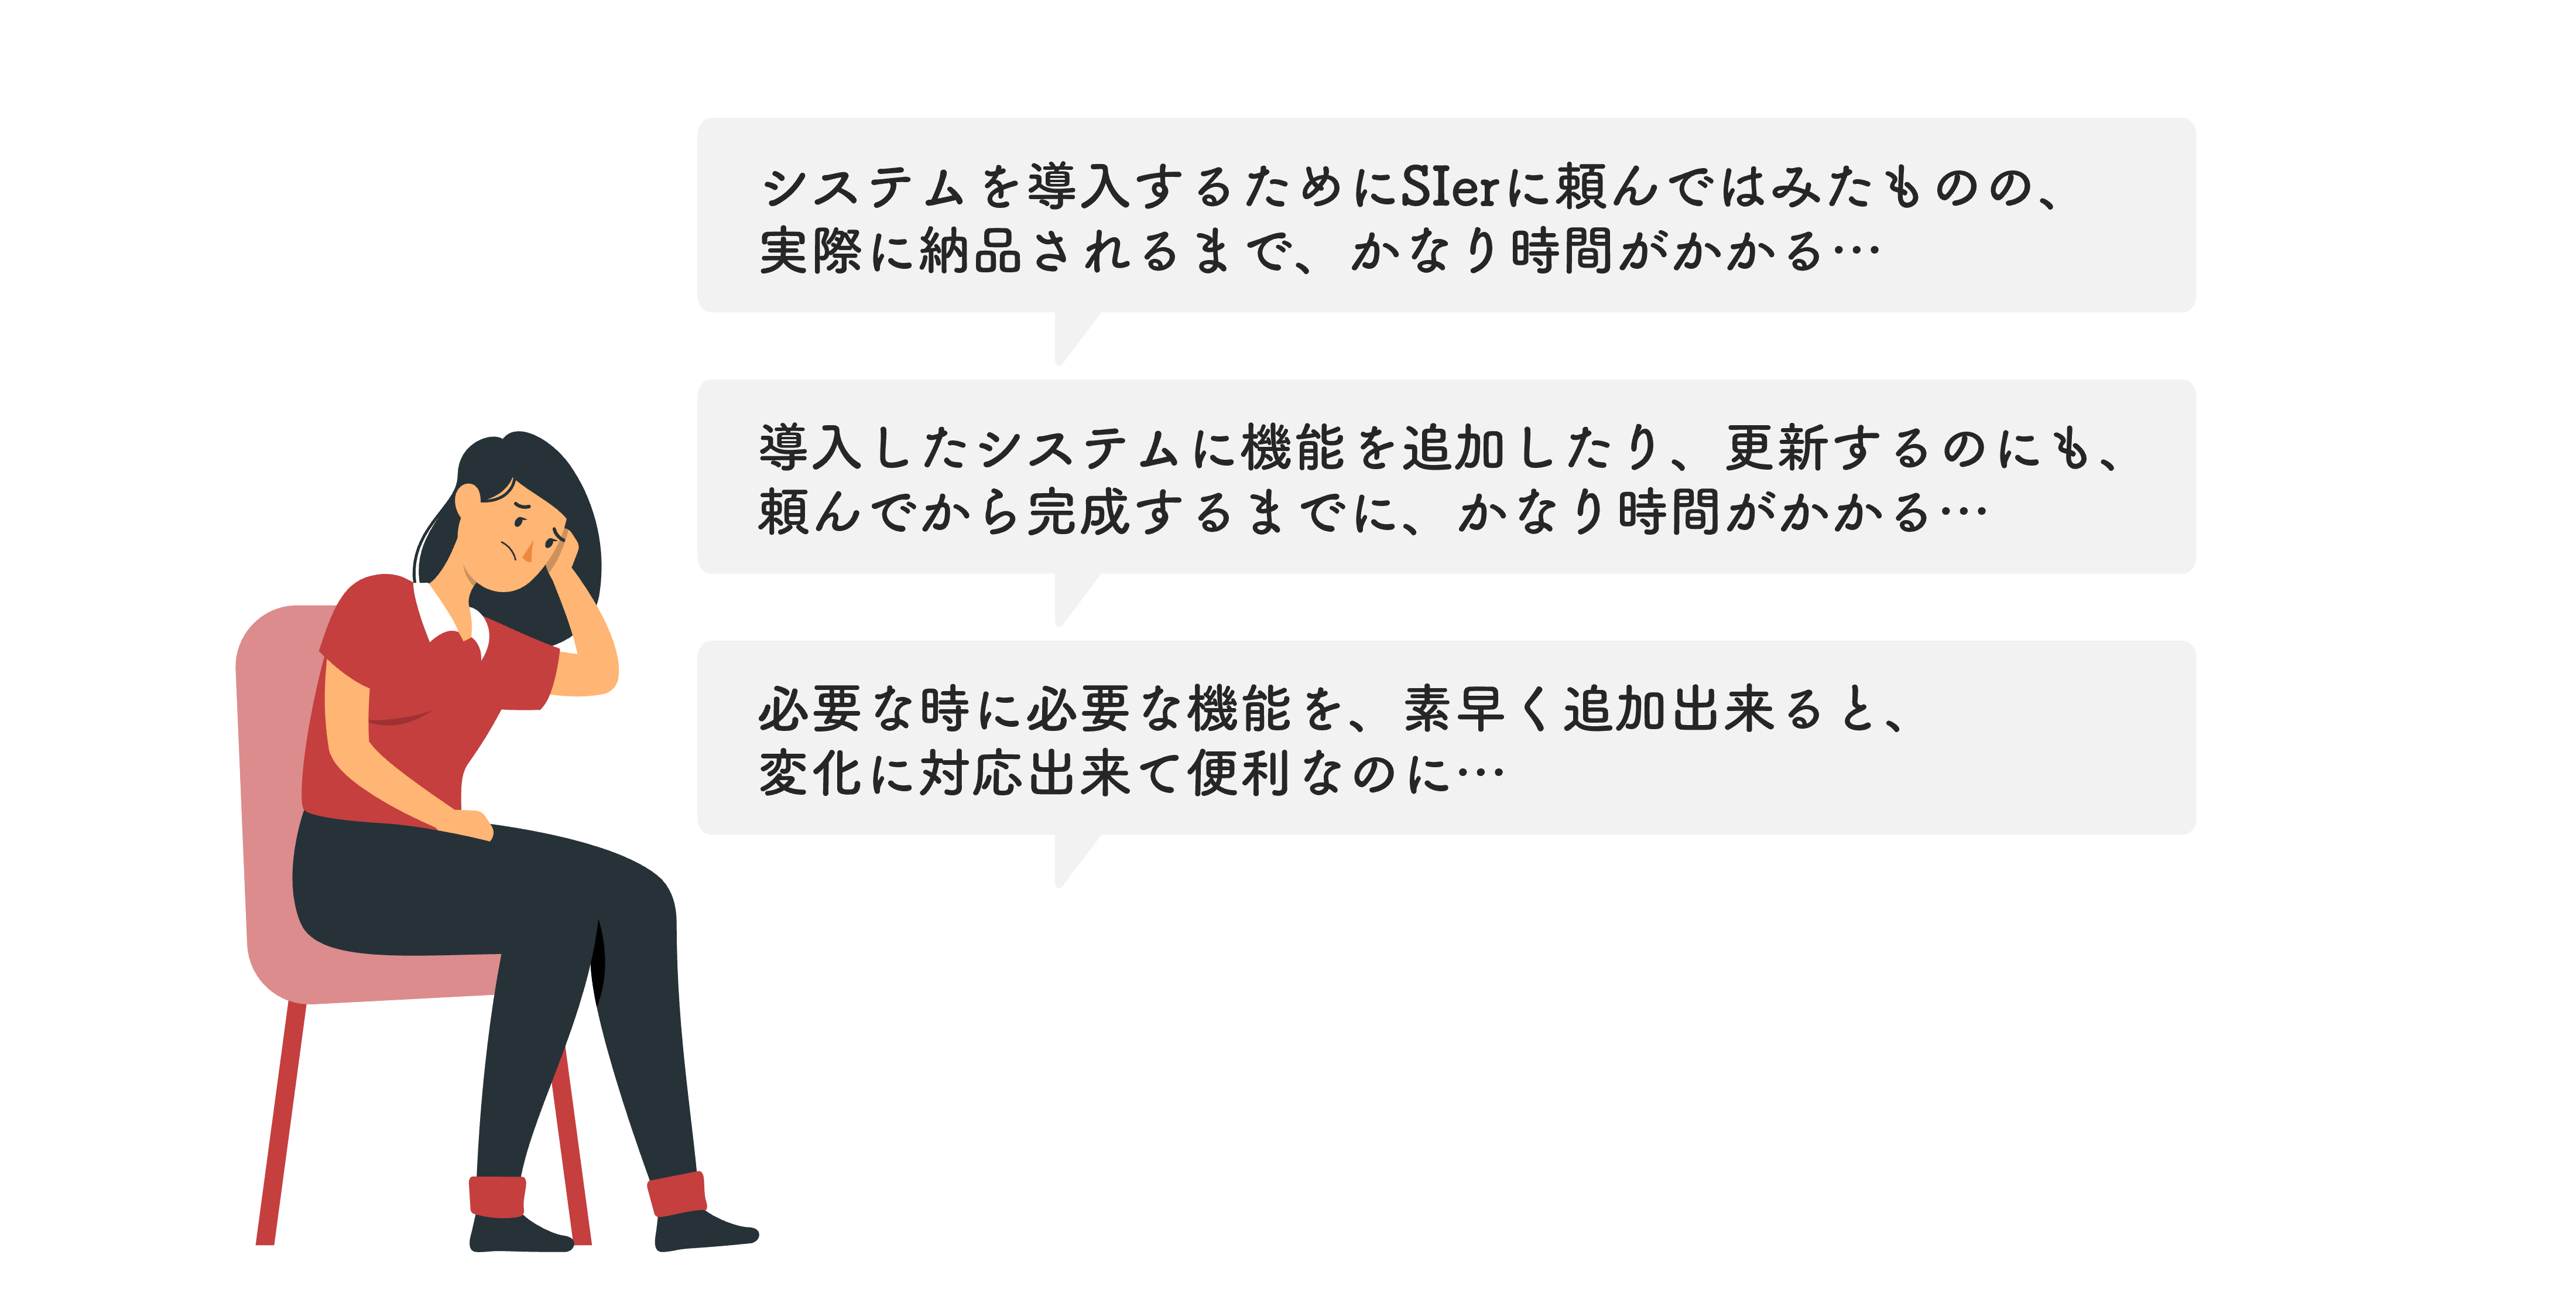 システムを導入するためにSIerに頼んではみたものの、
実際に納品されるまで、かなり時間がかかる…
導入したシステムに機能を追加したり、更新するのにも、
頼んでから完成するまでに、かなり時間がかかる…
必要な時に必要な機能を、素早く追加出来ると、
変化に対応出来て便利なのに…